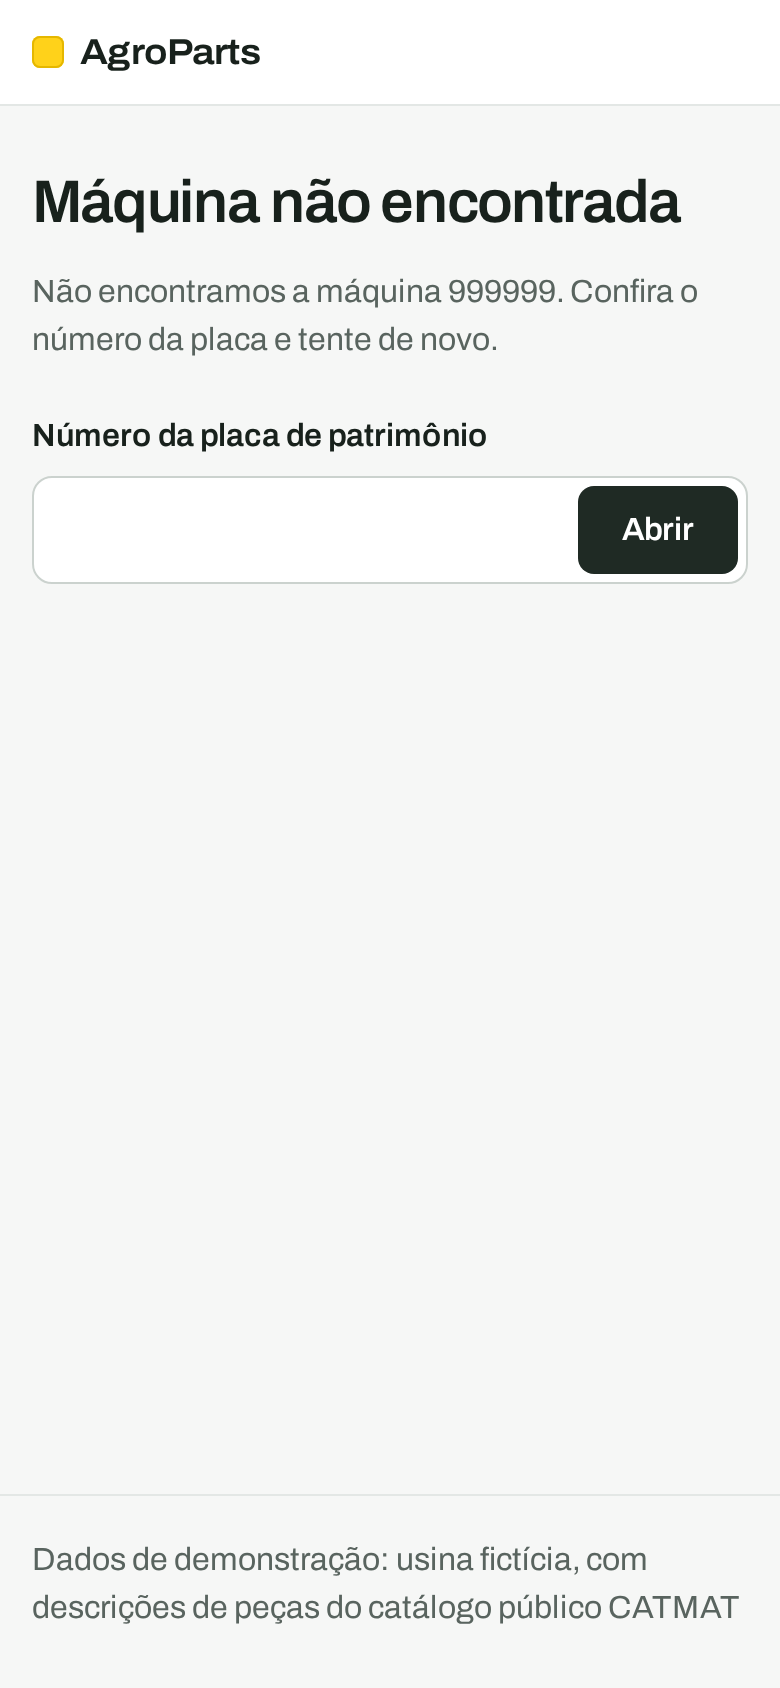 AgroParts
Máquina não encontrada
Não encontramos a máquina 999999. Confira o
número da placa e tente de novo.
Número da placa de patrimônio
Abrir
Dados de demonstração: usina fictícia, com
descrições de peças do catálogo público CATMAT